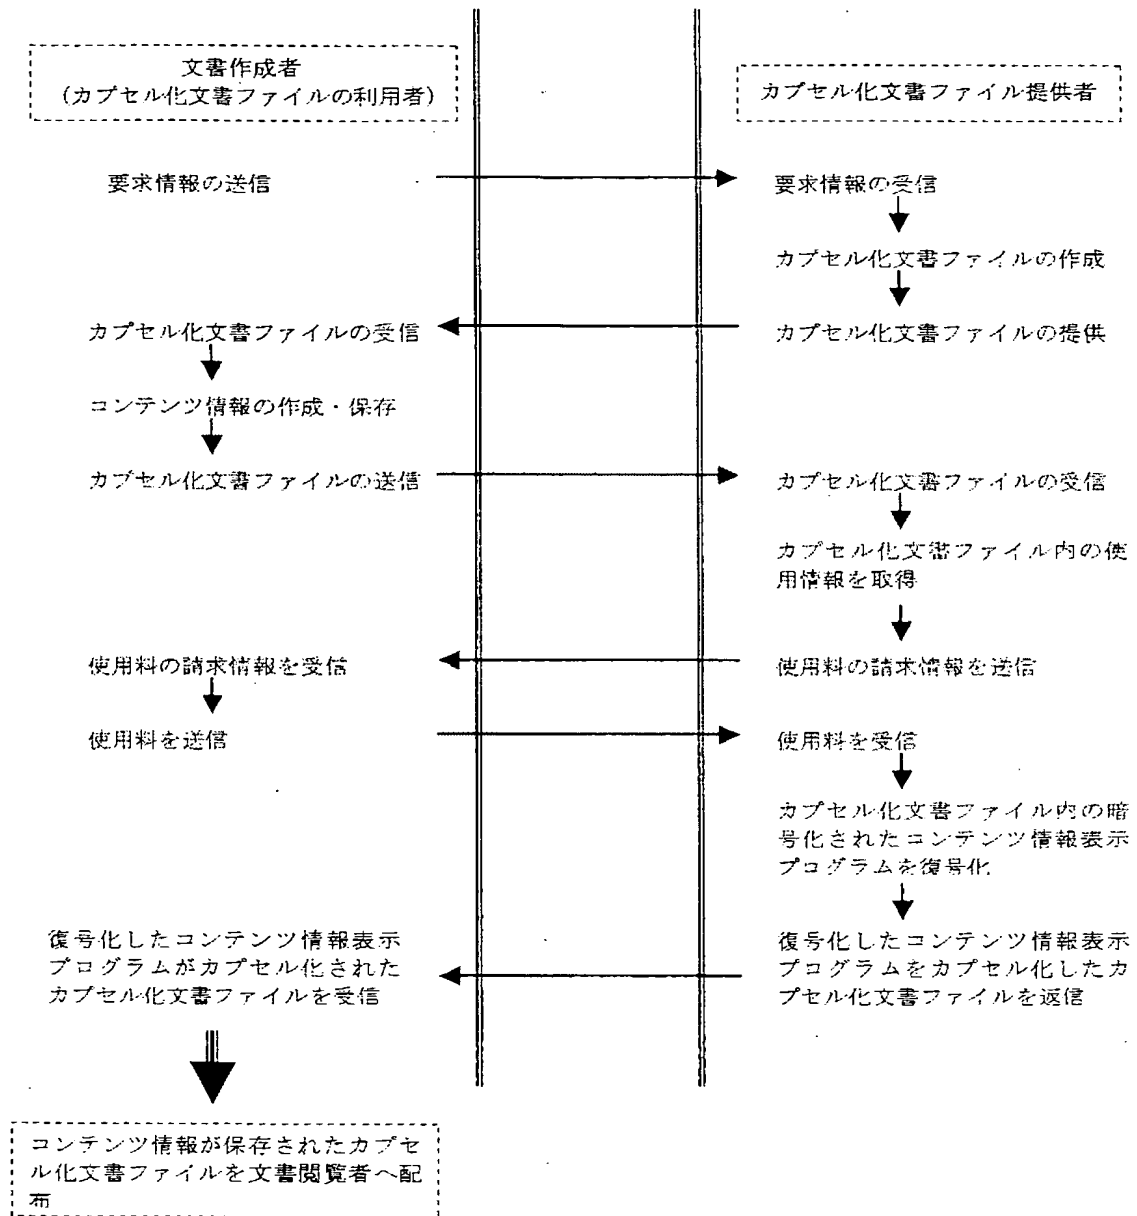 文書作成者
(カプセル化文書ファイルの利用者)
カプセル化文書ファイル提供者
要求情報の送信
要求情報の受信
カプセル化文書ファイルの作成
カプセル化文書ファイルの受信
カプセル化文書ファイルの提供
コンテンツ情報の作成・保存
カプセル化文書ファイルの送信
カプセル化文書ファイルの受信
カプセル化文書ファイル内の使
用情報を取得
使用料の請求情報を受信
使用料の請求情報を送信
使用料を送信
使用料を受信
カプセル化文書ファイル内の暗
号化されたコンテンツ情報表示
プログラムを復号化
復号化したコンテンツ情報表示
プログラムがカプセル化された
カプセル化文書ファイルを受信
復号化したコンテンツ情報表示
プログラムをカプセル化したカ
プセル化文書ファイルを返信
コンテンツ情報が保存されたカプセ
ル化文書ファイルを文書閲覧者へ配
布